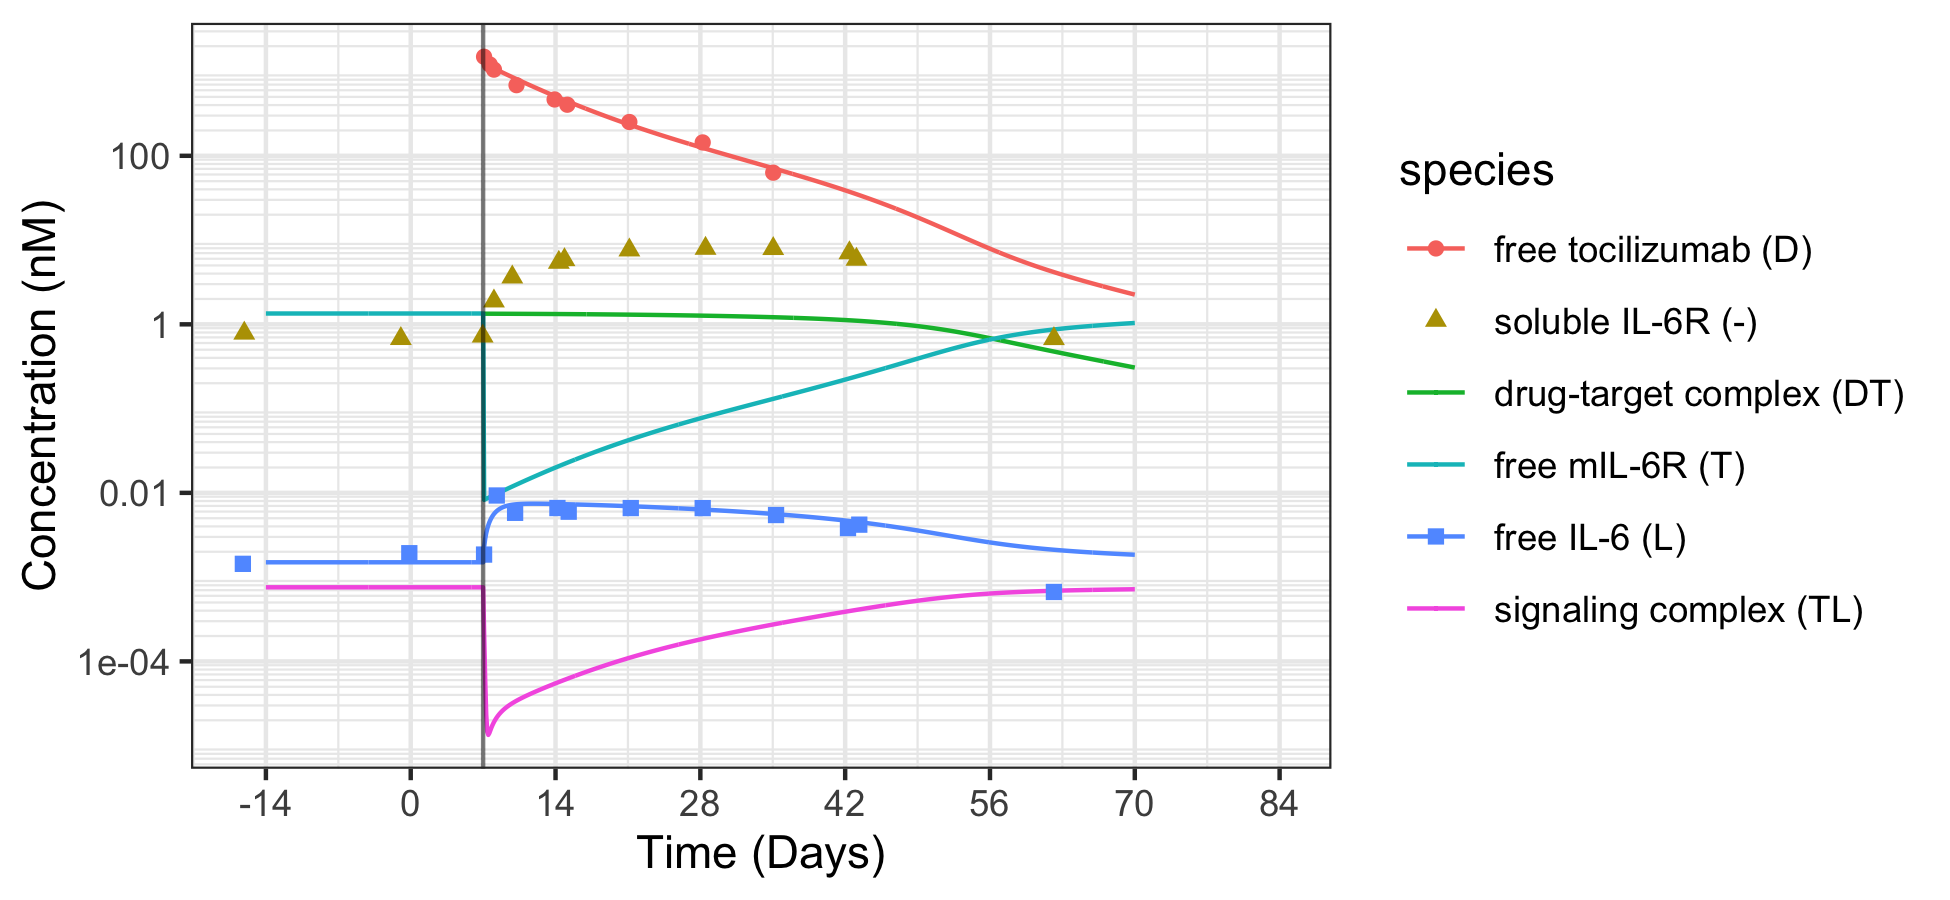 Concentration (nM)
100
1
0.01
1e-04
-14 0 14 28 42 56 70 84
Time (Days)
species
free tocilizumab (D)
soluble IL-6R (-)
drug-target complex (DT)
free mIL-6R (T)
free IL-6 (L)
signaling complex (TL)